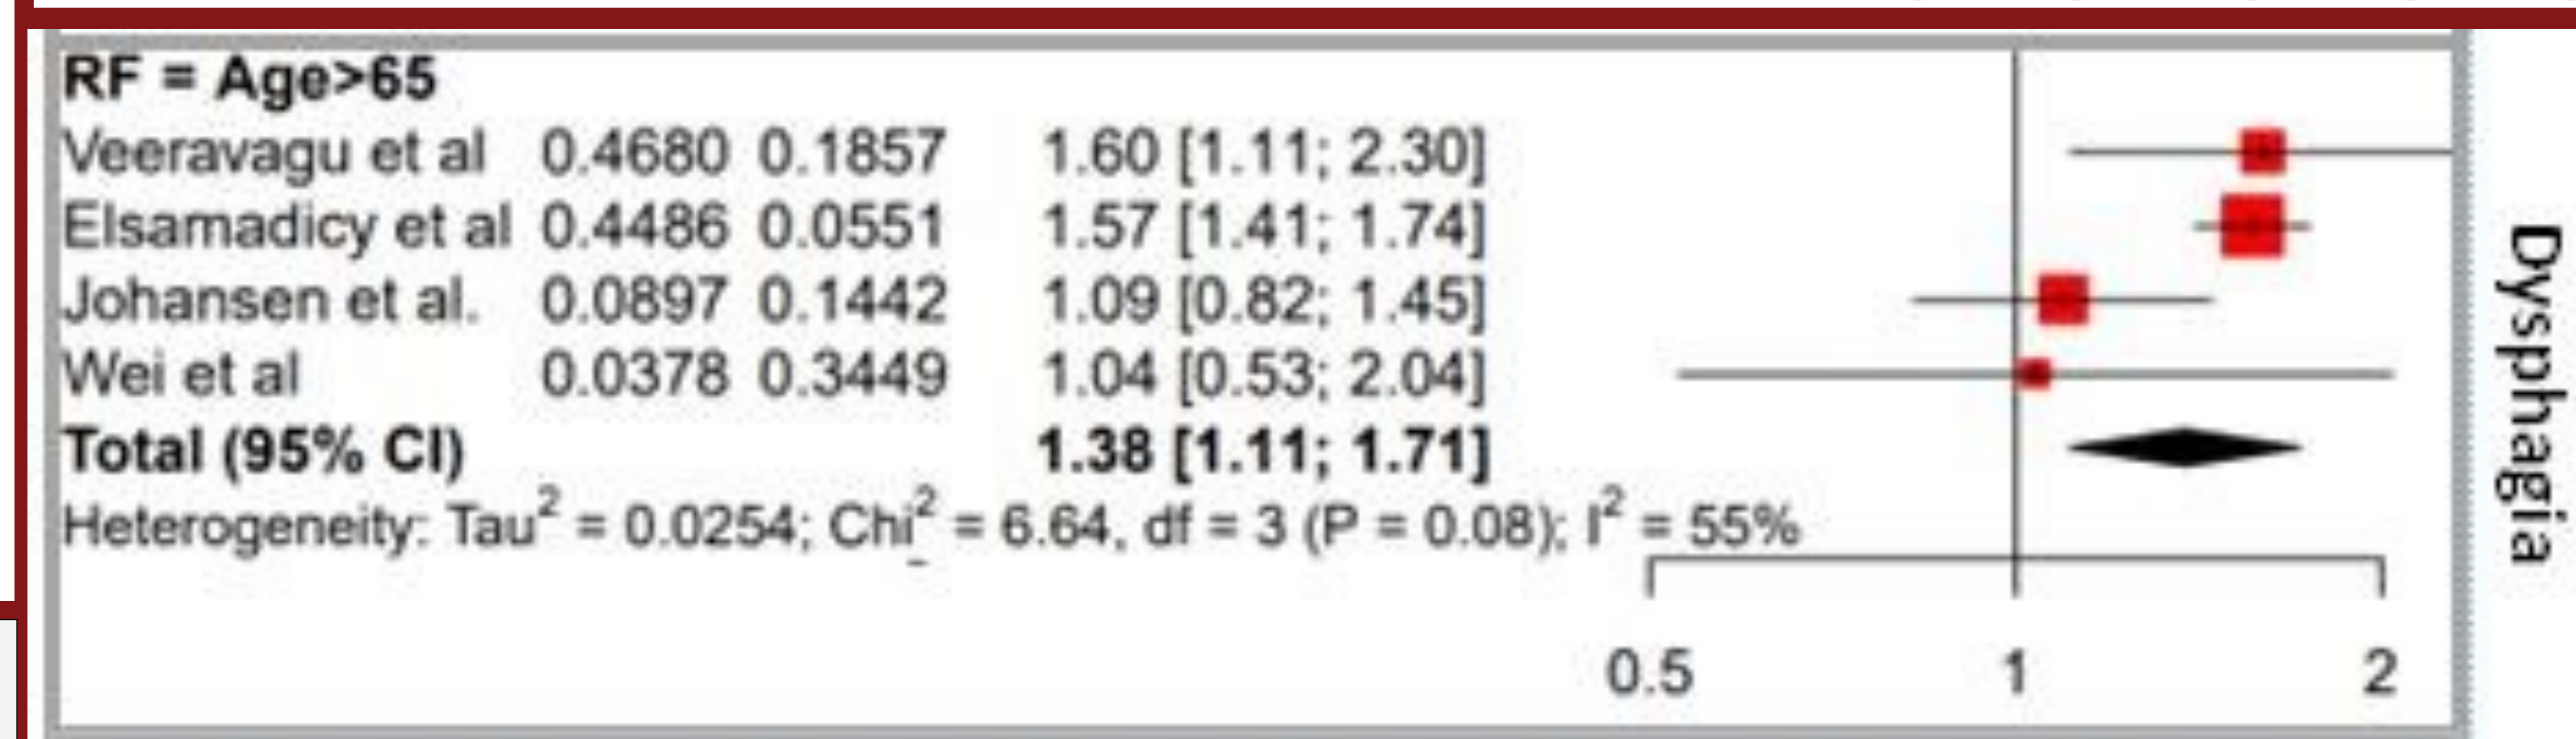 RF = Age>65
Veeravagu et al 0.4680 0.1857 1.60 [1.11; 2.30]
Elsamadicy et al 0.4486 0.0551 1.57 [1.41; 1.74]
Johansen et al. 0.0897 0.1442 1.09 [0.82; 1.45]
Wei et al 0.0378 0.3449 1.04 [0.53; 2.04]
Total (95% CI) 1.38 [1.11; 1.71]
Heterogeneity: Tau² = 0.0254; Chi² = 6.64, df = 3 (P = 0.08); I² = 55%
0.5 1 2
Dysphagia